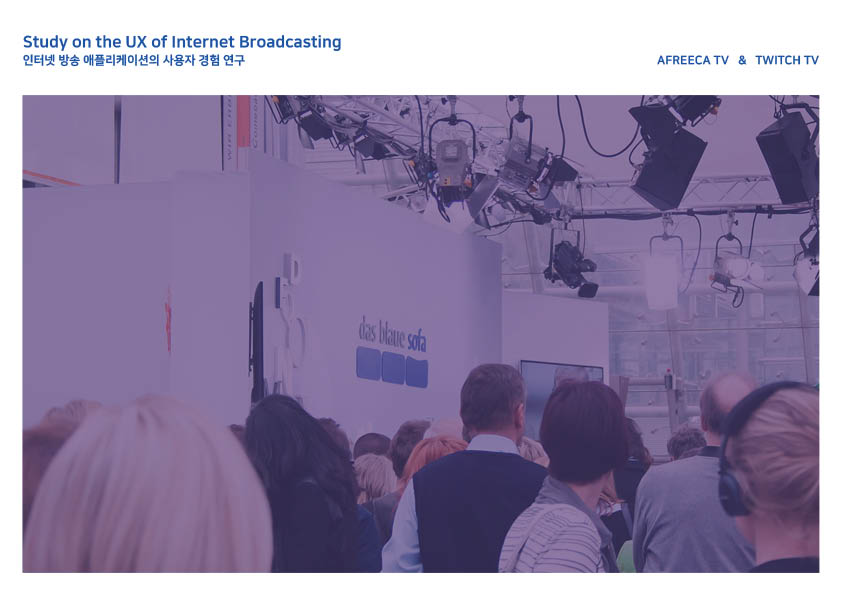 Study on the UX of Internet Broadcasting
인터넷 방송 애플리케이션의 사용자 경험 연구
AFREECA TV & TWITCH TV
das blaue sofa